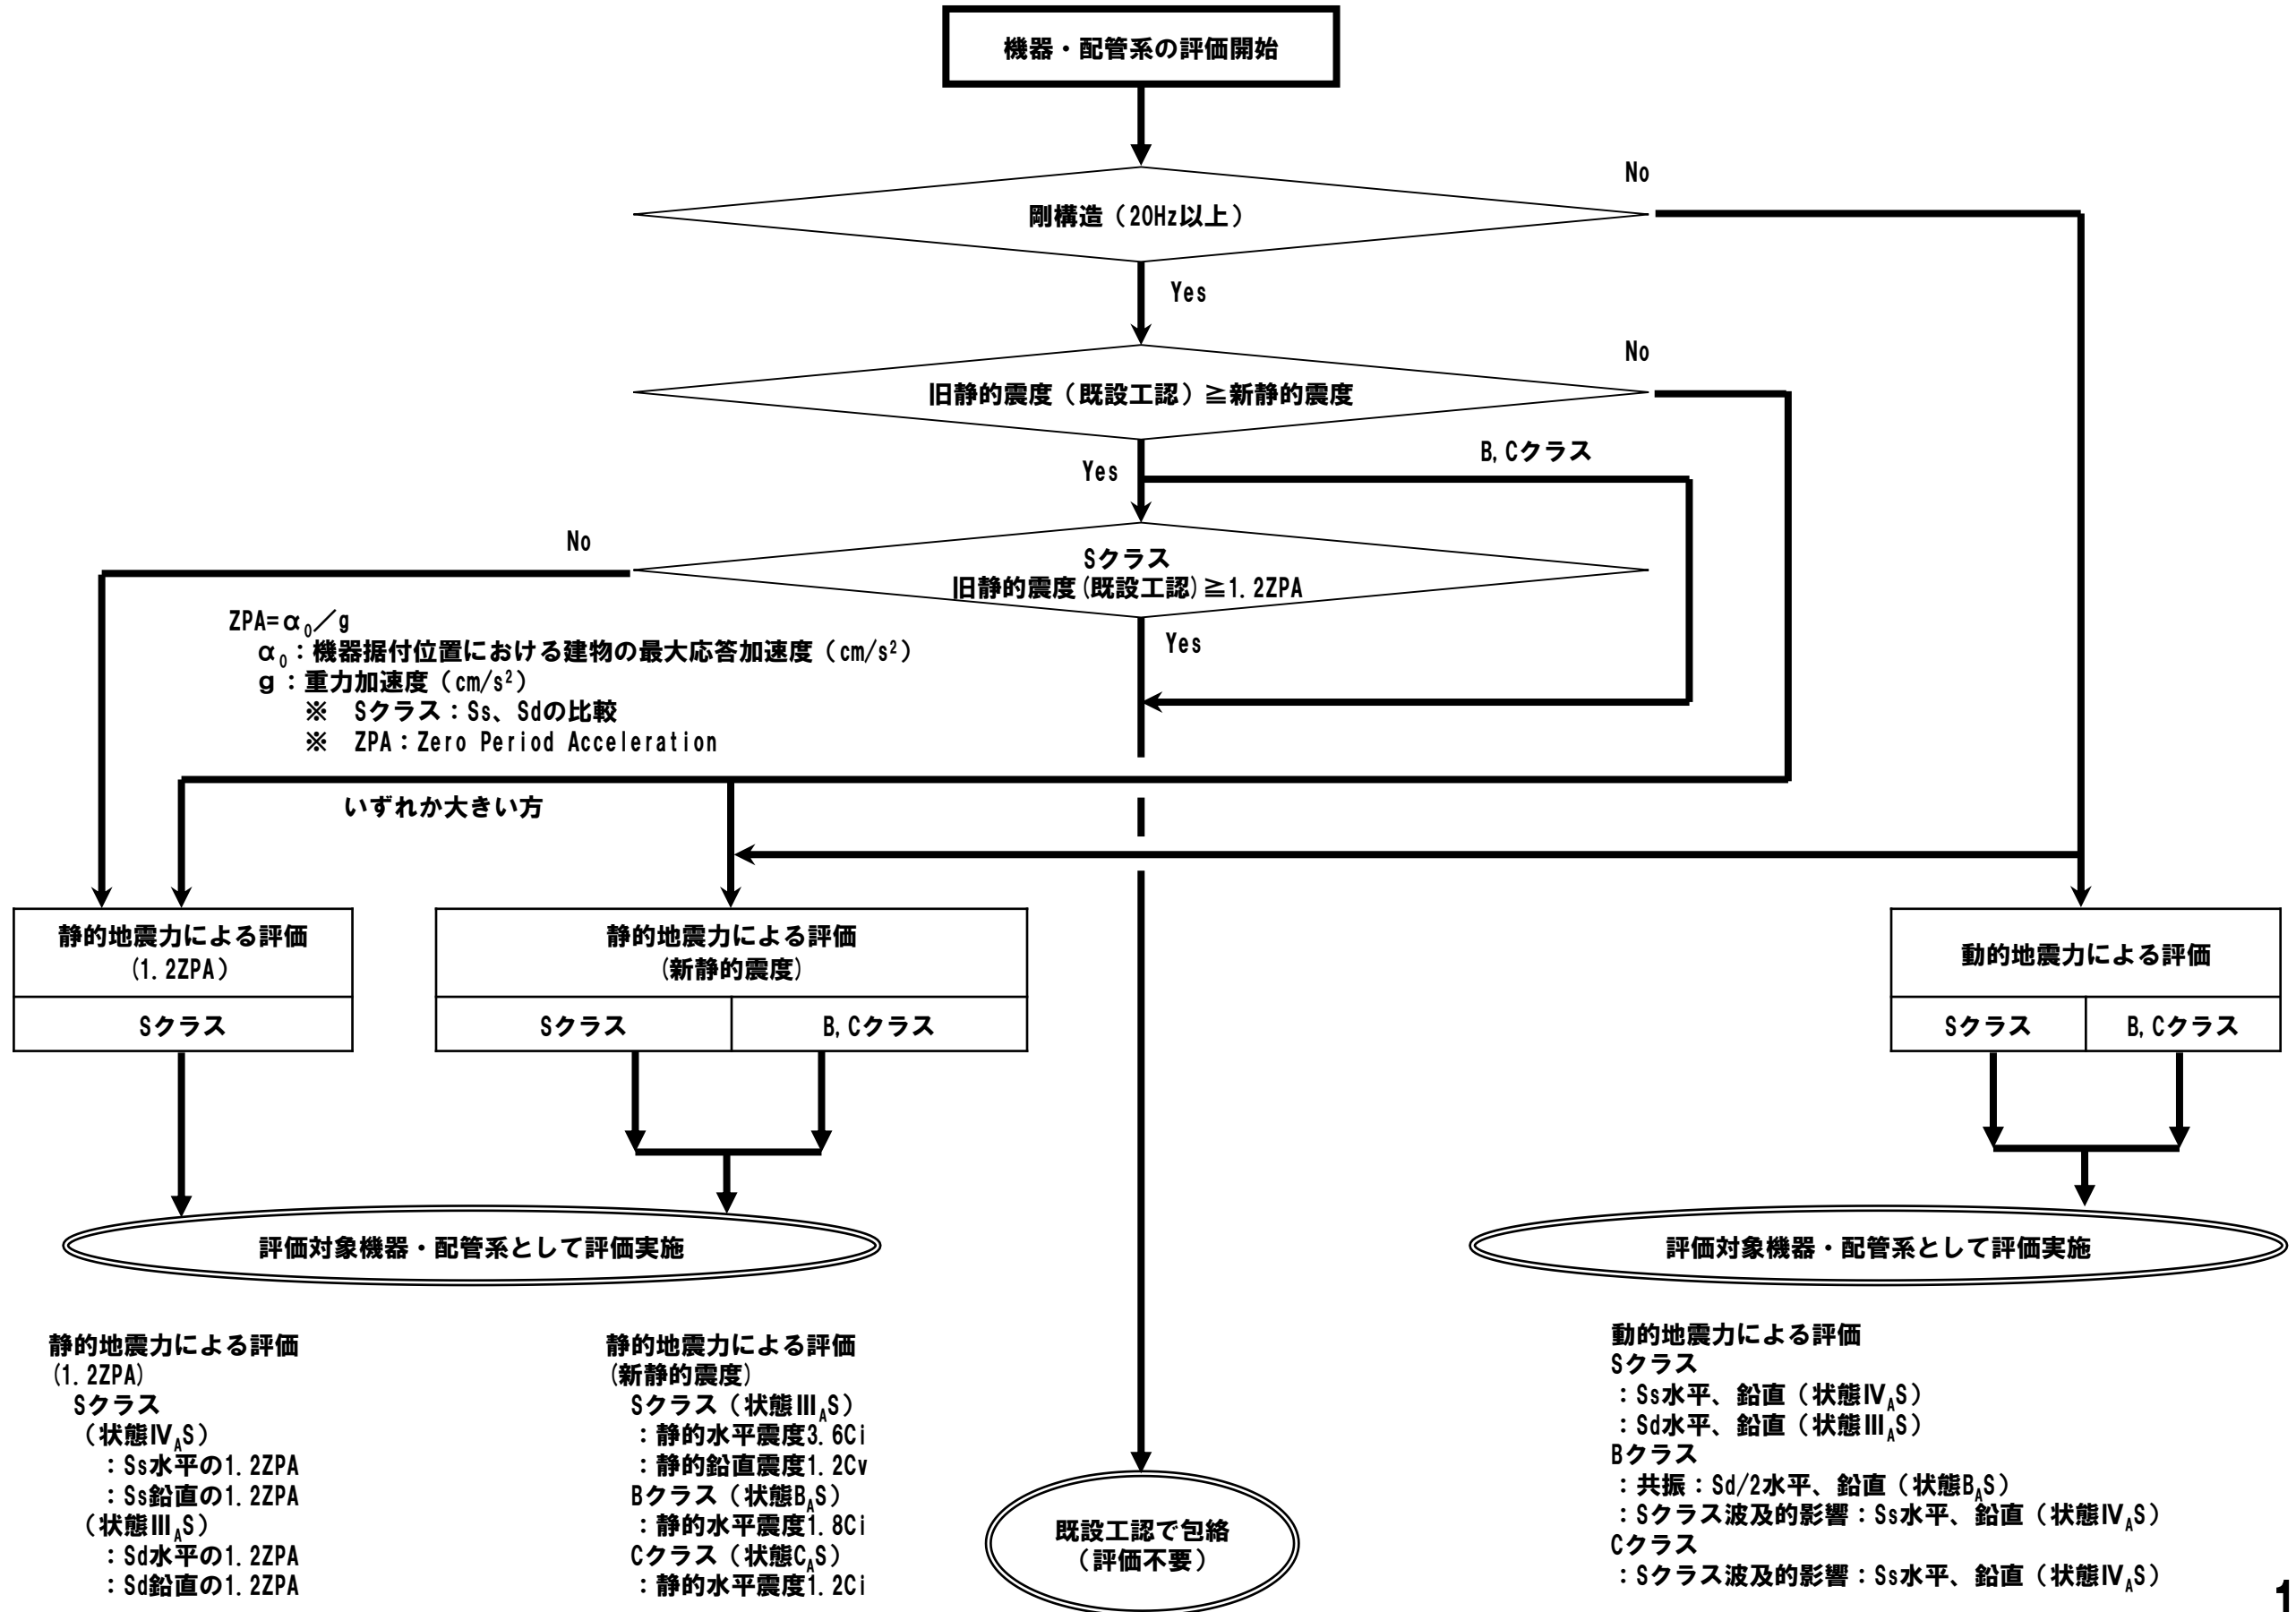 機器・配管系の評価開始
No
剛構造（20Hz以上）
Yes
No
旧静的震度（既設工認）≧新静的震度
B,Cクラス
Yes
No
Sクラス
旧静的震度(既設工認)≧1.2ZPA
Yes
ZPA=α₀／g
α₀：機器据付位置における建物の最大応答加速度（cm/s²）
g：重力加速度（cm/s²）
※　Sクラス：Ss、Sdの比較
※　ZPA：Zero Period Acceleration
いずれか大きい方
静的地震力による評価
(1.2ZPA）
Sクラス
静的地震力による評価
(新静的震度)
Sクラス
B,Cクラス
動的地震力による評価
Sクラス
B,Cクラス
評価対象機器・配管系として評価実施
評価対象機器・配管系として評価実施
静的地震力による評価
(1.2ZPA)
Sクラス
（状態ⅣAS）
：Ss水平の1.2ZPA
：Ss鉛直の1.2ZPA
（状態ⅢAS）
：Sd水平の1.2ZPA
：Sd鉛直の1.2ZPA
静的地震力による評価
(新静的震度)
Sクラス（状態ⅢAS）
：静的水平震度3.6Ci
：静的鉛直震度1.2Cv
Bクラス（状態BAS）
：静的水平震度1.8Ci
Cクラス（状態CAS）
：静的水平震度1.2Ci
既設工認で包絡
（評価不要）
動的地震力による評価
Sクラス
：Ss水平、鉛直（状態ⅣAS）
：Sd水平、鉛直（状態ⅢAS）
Bクラス
：共振：Sd/2水平、鉛直（状態BAS）
：Sクラス波及的影響：Ss水平、鉛直（状態ⅣAS）
Cクラス
：Sクラス波及的影響：Ss水平、鉛直（状態ⅣAS）
1